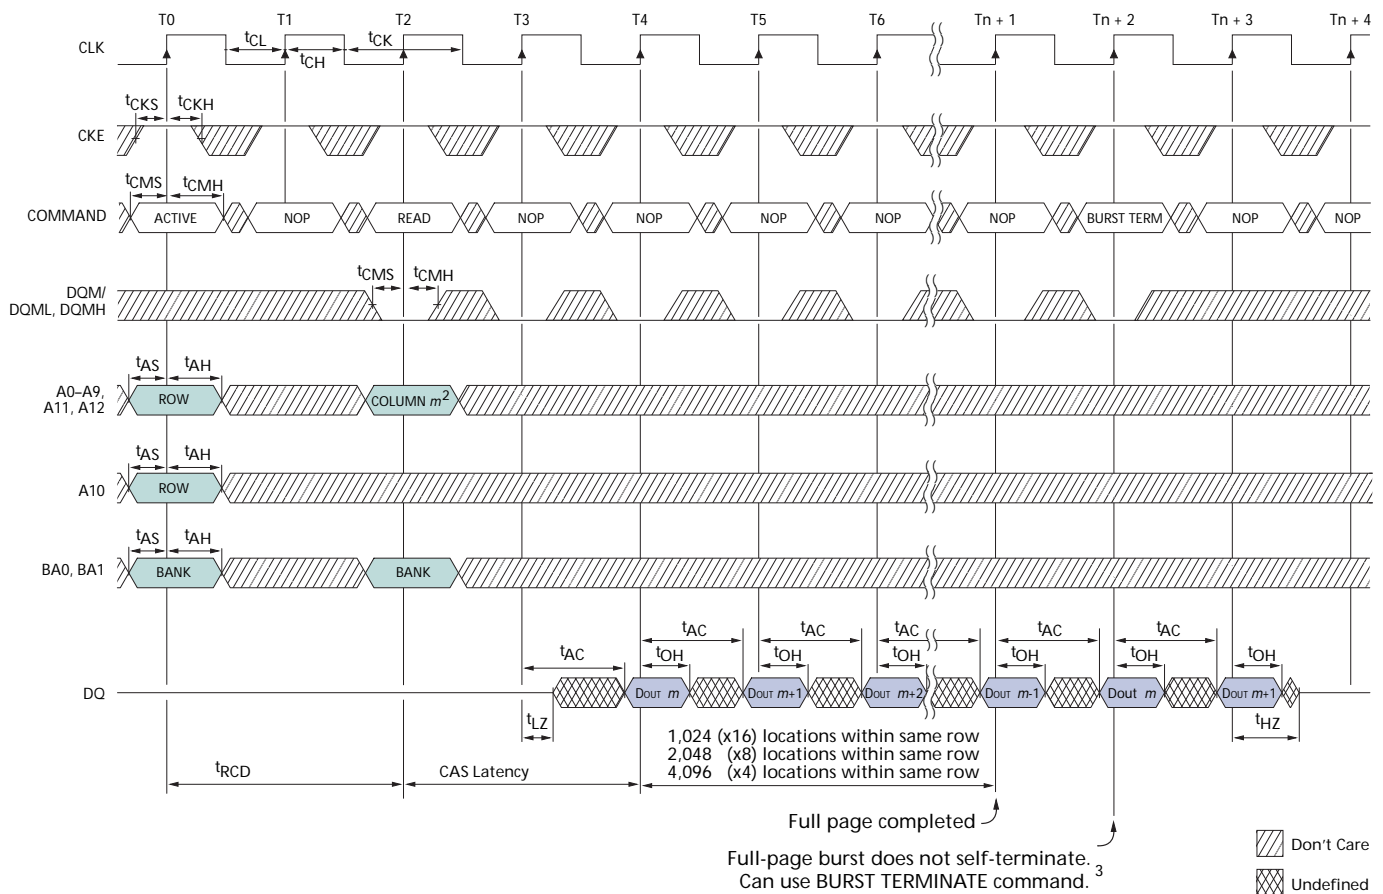 T0 T1 T2 T3 T4 T5 T6 Tn + 1 Tn + 2 Tn + 3 Tn + 4
CLK
tCL tCK
tCH
tCKS tCKH
CKE
tCMS tCMH
COMMAND ACTIVE NOP READ NOP NOP NOP NOP NOP BURST TERM NOP NOP
tCMS tCMH
DQM/
DQML, DQMH
tAS tAH
A0–A9,
A11, A12
ROW COLUMN m2
tAS tAH
A10 ROW
tAS tAH
BA0, BA1 BANK BANK
tAC tAC tAC tAC tAC
tAC tOH tOH tOH tOH tOH tOH
DQ DOUT m DOUT m+1 DOUT m+2 DOUT m-1 Dout m DOUT m+1
tLZ tHZ
1,024 (x16) locations within same row
2,048 (x8) locations within same row
4,096 (x4) locations within same row
tRCD CAS Latency
Full page completed
Full-page burst does not self-terminate.
Can use BURST TERMINATE command. 3
Don't Care
Undefined